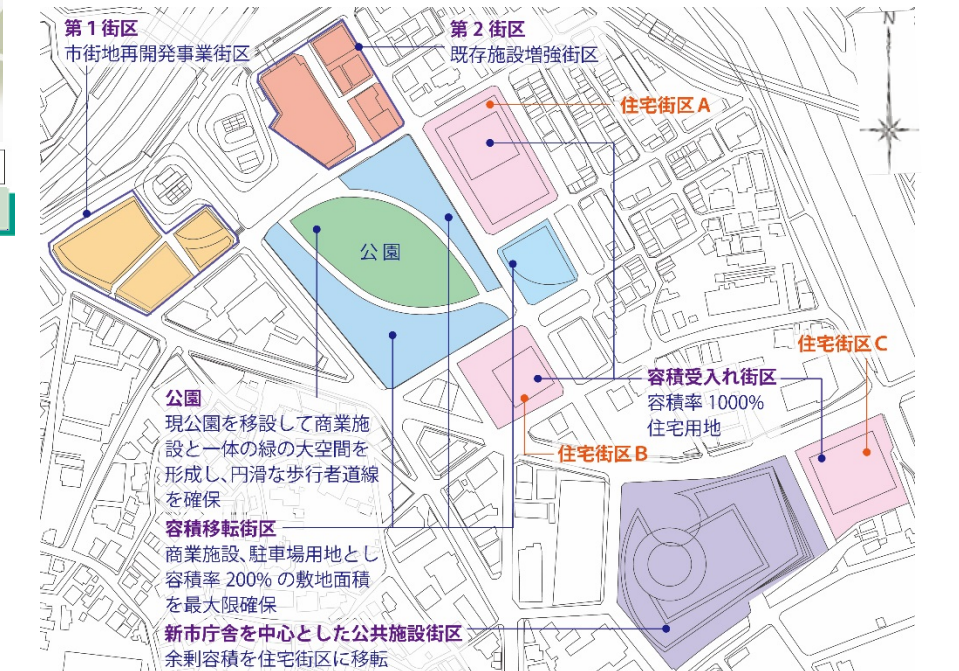 第1街区
市街地再開発事業街区
第2街区
既存施設増強街区
N
住宅街区A
公園
住宅街区C
容積受入れ街区
容積率1000%
住宅用地
住宅街区B
公園
現公園を移設して商業施
設と一体の緑の大空間を
形成し、円滑な歩行者道線
を確保
容積移転街区
商業施設、駐車場用地とし
容積率200%の敷地面積
を最大限確保
新市庁舎を中心とした公共施設街区
余剰容積を住宅街区に移転